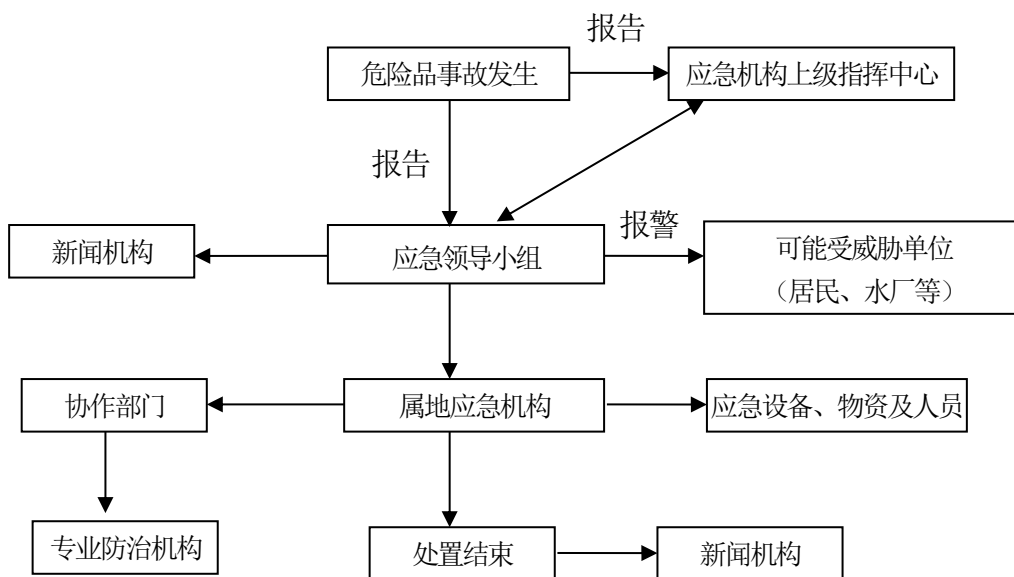 报告
危险品事故发生
应急机构上级指挥中心
报告
报警
新闻机构
应急领导小组
可能受威胁单位
（居民、水厂等）
协作部门
属地应急机构
应急设备、物资及人员
专业防治机构
处置结束
新闻机构